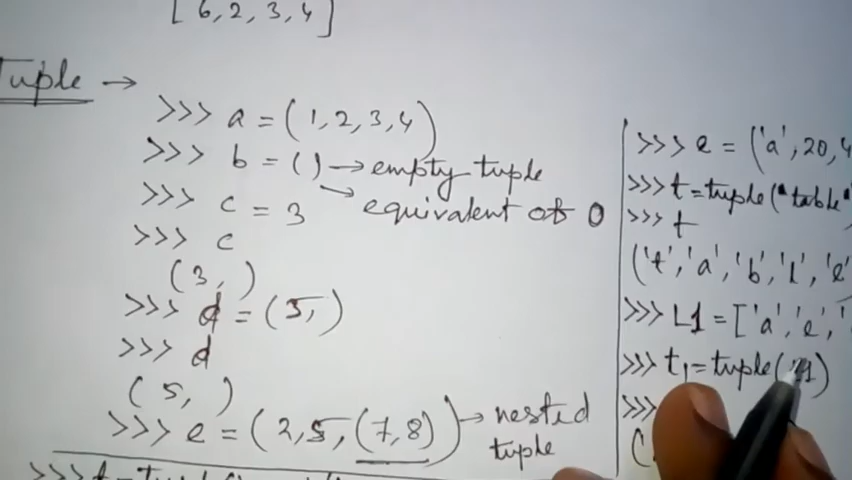 [ 6, 2, 3, 4 ]
Tuple →
>>> a = ( 1, 2, 3, 4 )
>>> b = ( ) → empty tuple
→ equivalent of 0
>>> c = 3
>>> c
(3, )
>>> d = (5, )
>>> d
( 5, )
>>> e = ( 2, 5, (7, 8) ) → nested tuple
>>> e = ('a', 20, 4
>>> t = tuple("table"
>>> t
('t', 'a', 'b', 'l', 'e'
>>> L1 = ['a', 'e', '
>>> t1 = tuple( 1)
>>>
(